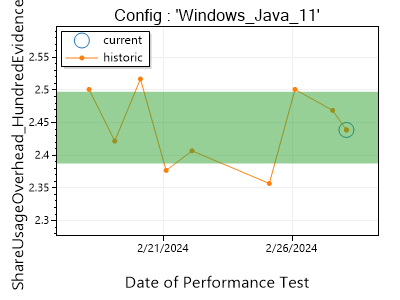 Config : 'Windows_Java_11'
ShareUsageOverhead_HundredEvidence
current
historic
2.55
2.5
2.45
2.4
2.35
2.3
2/21/2024
2/26/2024
Date of Performance Test